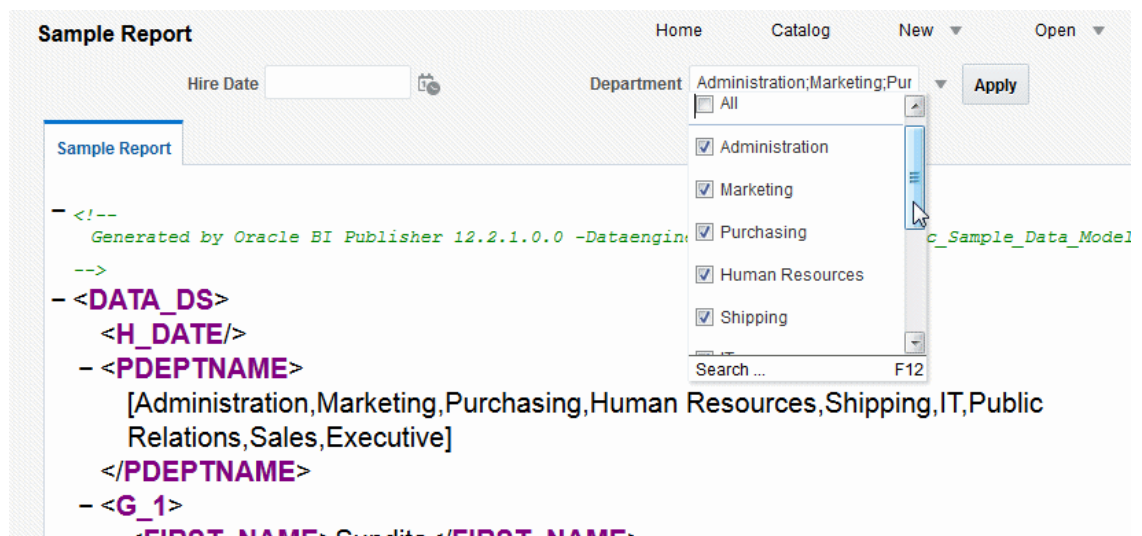 Sample Report Home Catalog New Open
Hire Date Department Administration;Marketing;Pur Apply
All
Sample Report
Administration
Marketing
<!--
Generated by Oracle BI Publisher 12.2.1.0.0 -Dataengin c_Sample_Data_Model
Purchasing
-->
Human Resources
- <DATA_DS>
<H_DATE/>
Shipping
- <PDEPTNAME>
Search ... F12
[Administration,Marketing,Purchasing,Human Resources,Shipping,IT,Public
Relations,Sales,Executive]
</PDEPTNAME>
- <G_1>